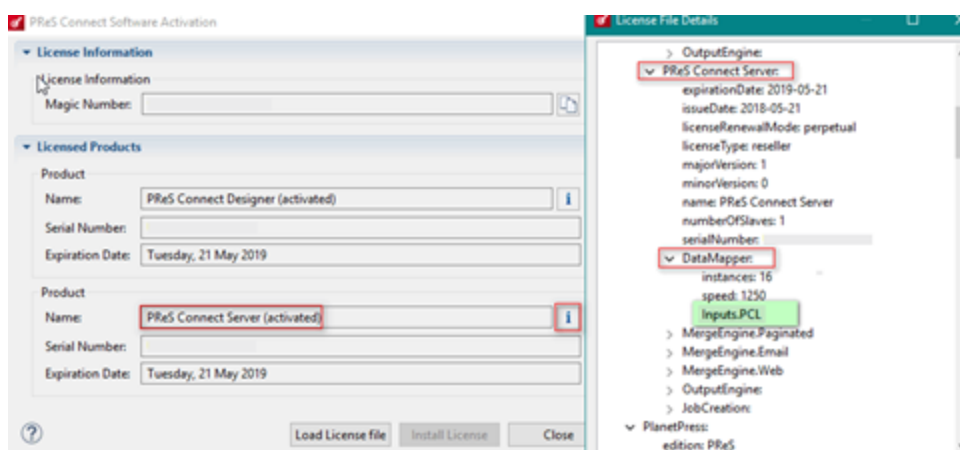 PReS Connect Software Activation
License Information
License Information
Magic Number:
Licensed Products
Product
Name:
PReS Connect Designer (activated)
i
Serial Number:
Expiration Date:
Tuesday, 21 May 2019
Product
Name:
PReS Connect Server (activated)
i
Serial Number:
Expiration Date:
Tuesday, 21 May 2019
?
Load License file
Install License
Close
License File Details
OutputEngine:
PReS Connect Server:
expirationDate: 2019-05-21
issueDate: 2018-05-21
licenseRenewalMode: perpetual
licenseType: reseller
majorVersion: 1
minorVersion: 0
name: PReS Connect Server
numberOfSlaves: 1
serialNumber:
DataMapper:
instances: 16
speed: 1250
Inputs.PCL
MergeEngine.Paginated
MergeEngine.Email
MergeEngine.Web
OutputEngine:
JobCreation:
PlanetPress:
edition: PReS